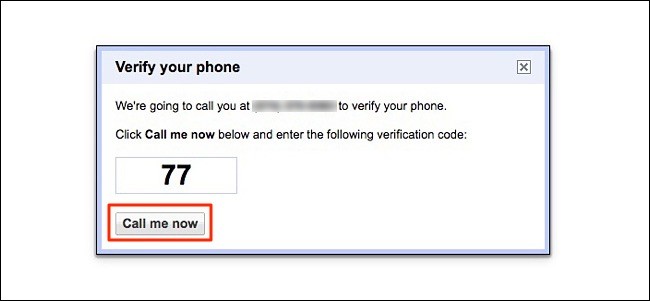 Verify your phone
We're going to call you at to verify your phone.
Click Call me now below and enter the following verification code:
77
Call me now